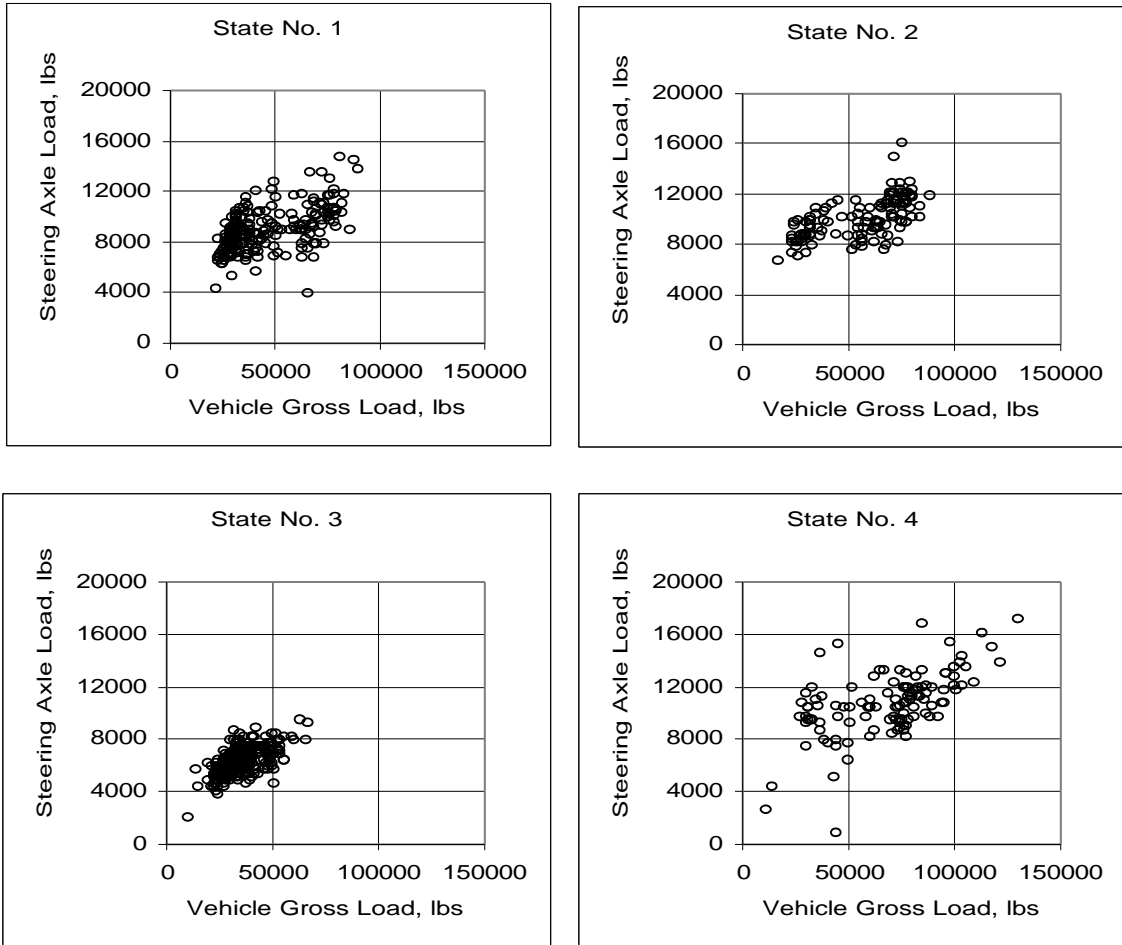 State No. 1
Steering Axle Load, lbs
20000
16000
12000
8000
4000
0
0 50000 100000 150000
Vehicle Gross Load, lbs
State No. 2
Steering Axle Load, lbs
20000
16000
12000
8000
4000
0
0 50000 100000 150000
Vehicle Gross Load, lbs
State No. 3
Steering Axle Load, lbs
20000
16000
12000
8000
4000
0
0 50000 100000 150000
Vehicle Gross Load, lbs
State No. 4
Steering Axle Load, lbs
20000
16000
12000
8000
4000
0
0 50000 100000 150000
Vehicle Gross Load, lbs